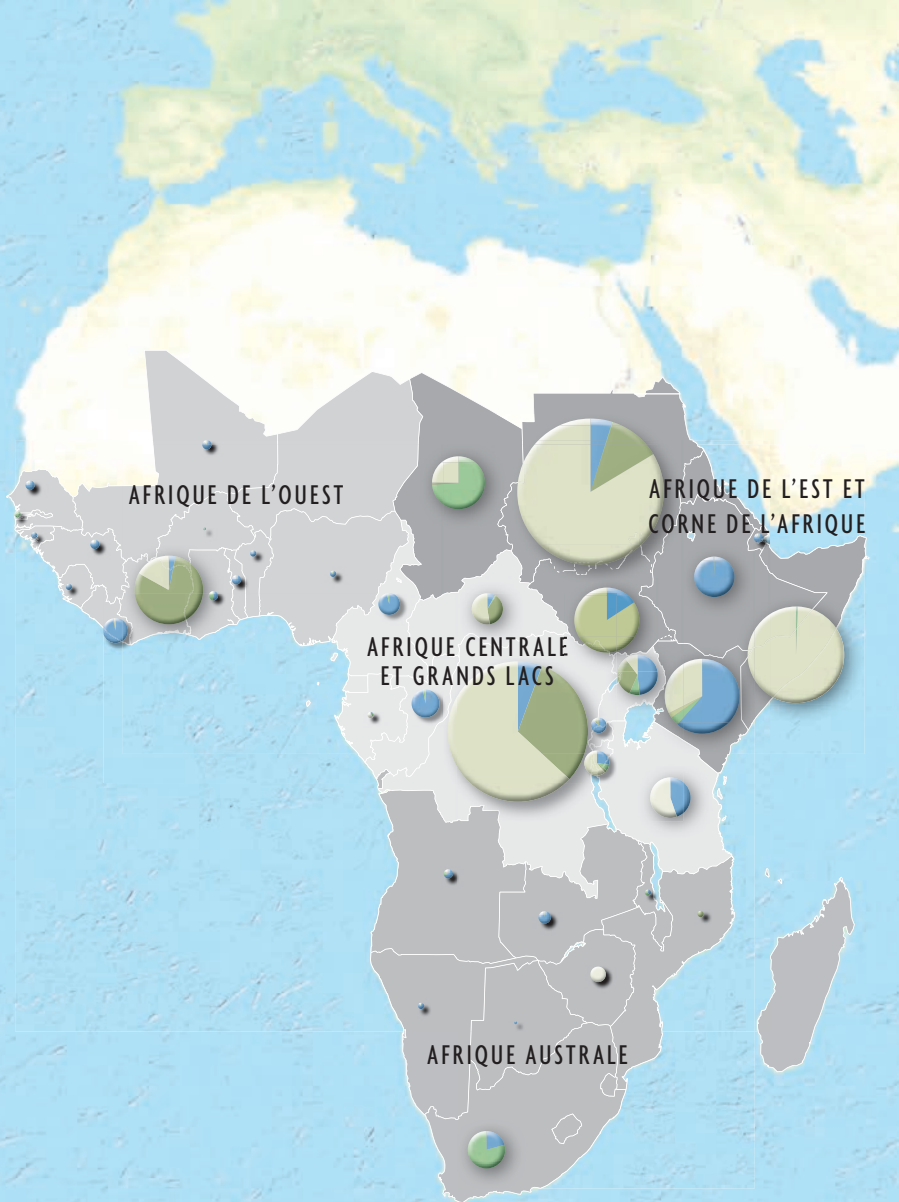 AFRIQUE DE L’OUEST
AFRIQUE DE L’EST ET
CORNE DE L’AFRIQUE
AFRIQUE CENTRALE
ET GRANDS LACS
AFRIQUE AUSTRALE